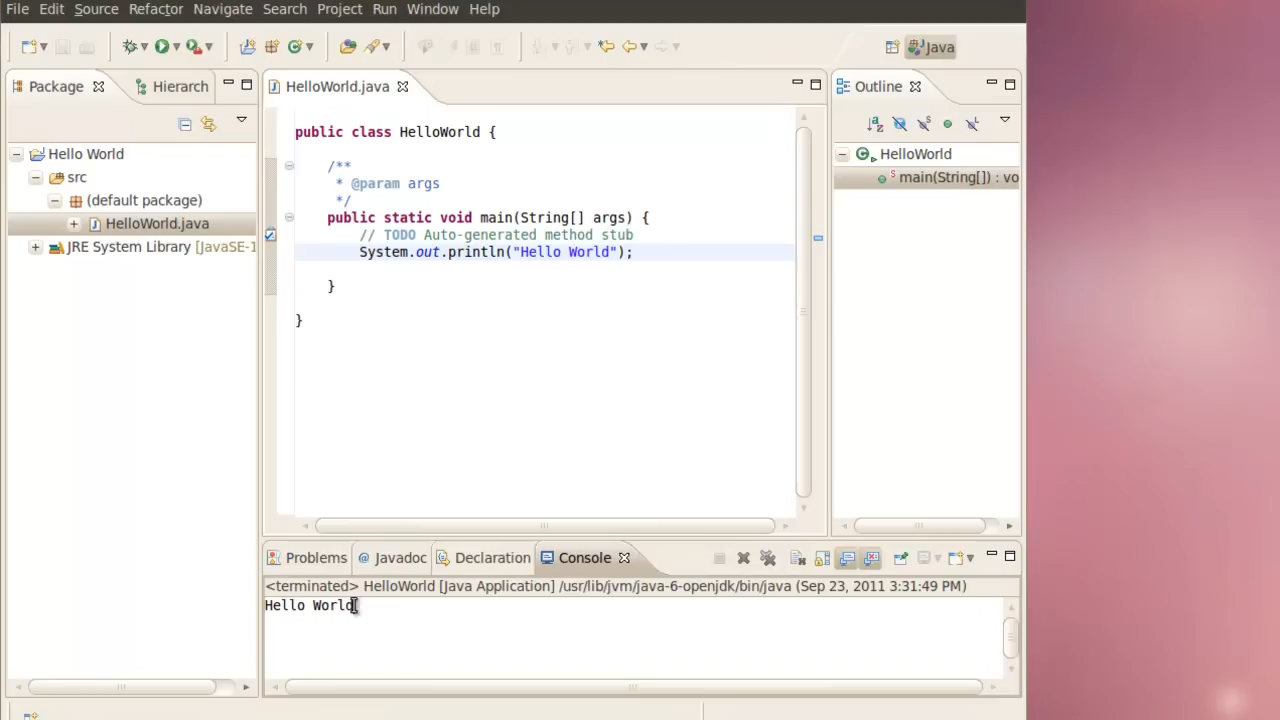 File Edit Source Refactor Navigate Search Project Run Window Help
Java
Package Hierarch
Hello World
src
(default package)
HelloWorld.java
JRE System Library [JavaSE-1
HelloWorld.java
public class HelloWorld {
/**
* @param args
*/
public static void main(String[] args) {
// TODO Auto-generated method stub
System.out.println("Hello World");
}
}
Outline
HelloWorld
main(String[]) : vo
Problems @ Javadoc Declaration Console
<terminated> HelloWorld [Java Application] /usr/lib/jvm/java-6-openjdk/bin/java (Sep 23, 2011 3:31:49 PM)
Hello World